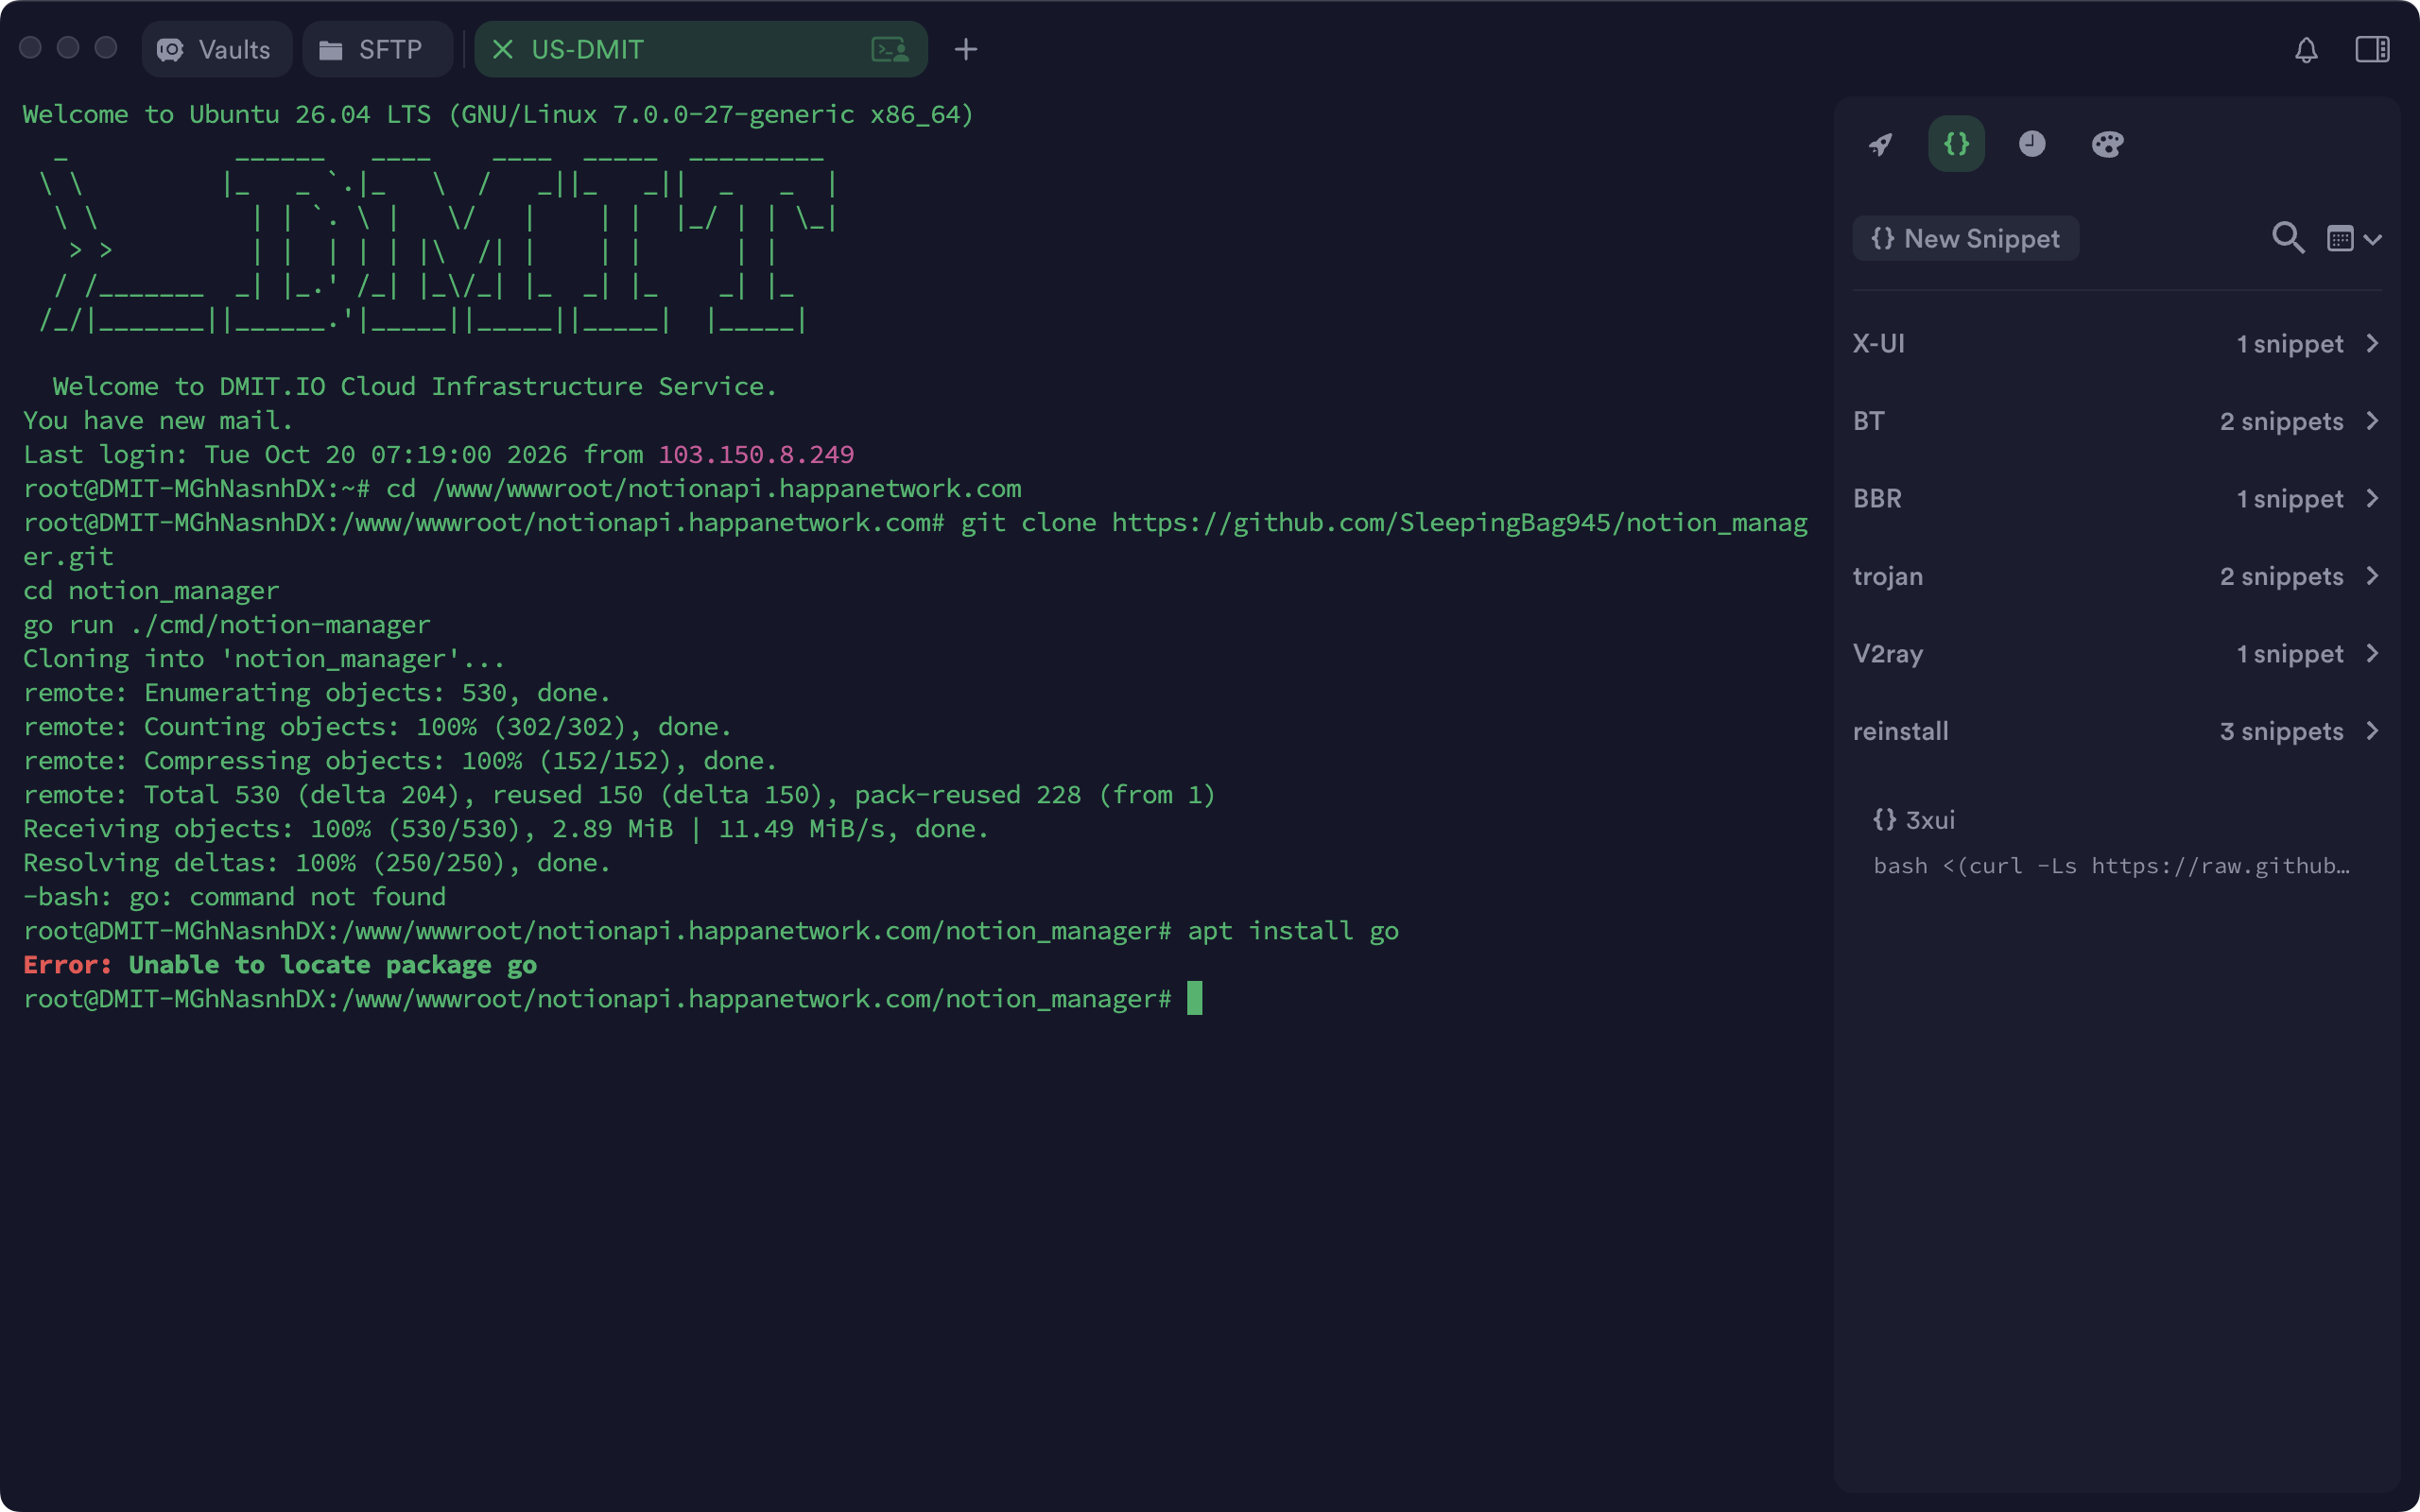 Vaults
SFTP
US-DMIT
Welcome to Ubuntu 26.04 LTS (GNU/Linux 7.0.0-27-generic x86_64)
DMIT
Welcome to DMIT.IO Cloud Infrastructure Service.
You have new mail.
Last login: Tue Oct 20 07:19:00 2026 from 103.150.8.249
root@DMIT-MGhNasnhDX:~# cd /www/wwwroot/notionapi.happanetwork.com
root@DMIT-MGhNasnhDX:/www/wwwroot/notionapi.happanetwork.com# git clone https://github.com/SleepingBag945/notion_manag
er.git
cd notion_manager
go run ./cmd/notion-manager
Cloning into 'notion_manager'...
remote: Enumerating objects: 530, done.
remote: Counting objects: 100% (302/302), done.
remote: Compressing objects: 100% (152/152), done.
remote: Total 530 (delta 204), reused 150 (delta 150), pack-reused 228 (from 1)
Receiving objects: 100% (530/530), 2.89 MiB | 11.49 MiB/s, done.
Resolving deltas: 100% (250/250), done.
-bash: go: command not found
root@DMIT-MGhNasnhDX:/www/wwwroot/notionapi.happanetwork.com/notion_manager# apt install go
Error: Unable to locate package go
root@DMIT-MGhNasnhDX:/www/wwwroot/notionapi.happanetwork.com/notion_manager#
{} New Snippet
X-UI 1 snippet
BT 2 snippets
BBR 1 snippet
trojan 2 snippets
V2ray 1 snippet
reinstall 3 snippets
{} 3xui
bash <(curl -Ls https://raw.github…